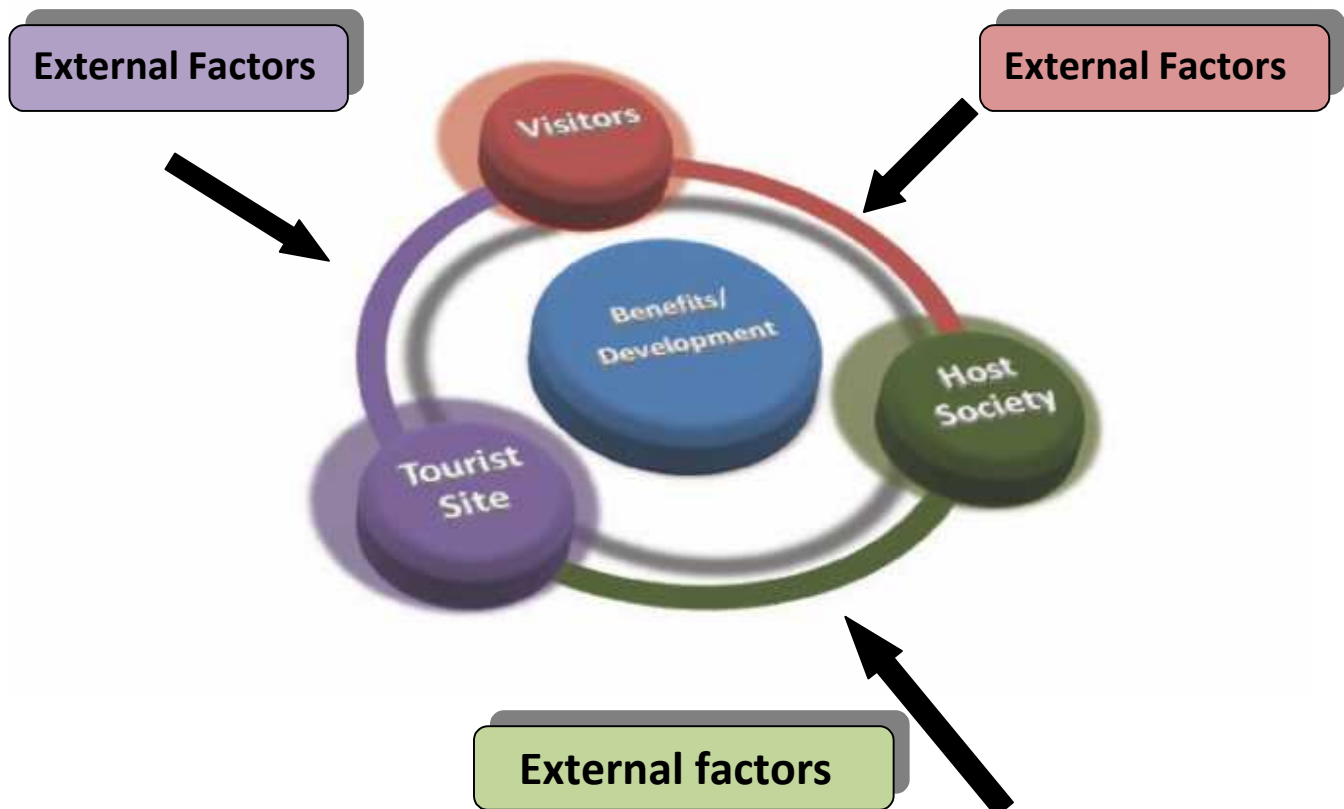 External Factors
External Factors
Visitors
Benefits/
Development
Host
Society
Tourist
Site
External factors